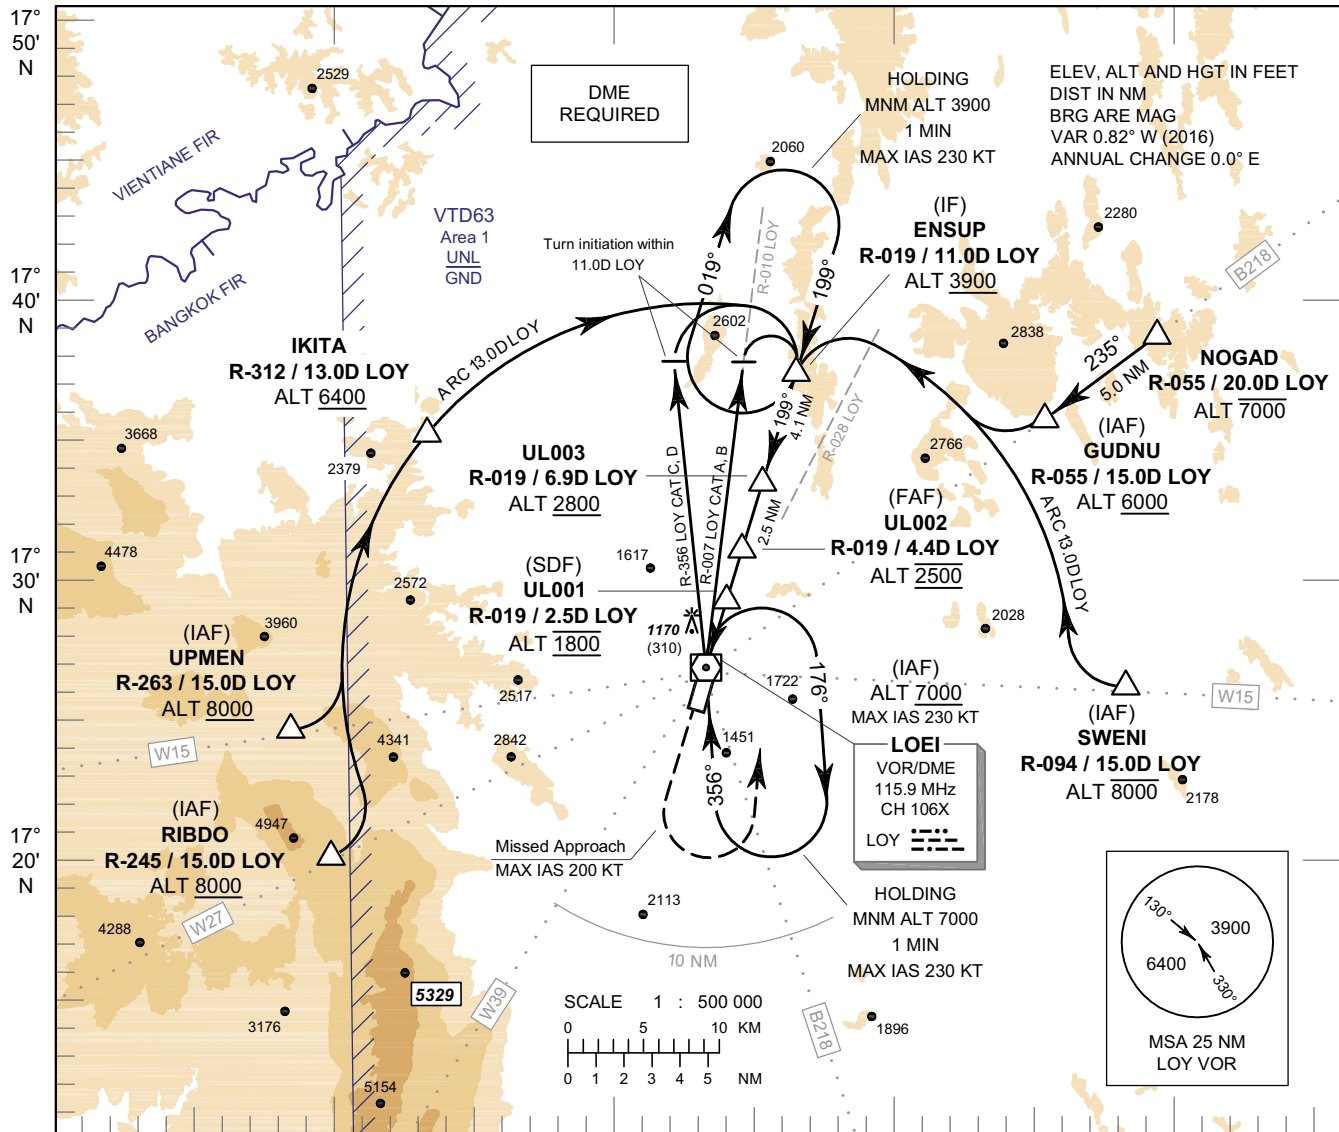 17°
50'
N
2529
DME
REQUIRED
HOLDING
MNM ALT 3900
1 MIN
MAX IAS 230 KT
ELEV, ALT AND HGT IN FEET
DIST IN NM
BRG ARE MAG
VAR 0.82° W (2016)
ANNUAL CHANGE 0.0° E
VIENTIANE FIR
BANGKOK FIR
VTD63
Area 1
UNL
GND
2060
Turn initiation within
11.0D LOY
019°
R-010 LOY
199°
(IF)
ENSUP
R-019 / 11.0D LOY
ALT 3900
2280
B218
17°
40'
N
IKITA
R-312 / 13.0D LOY
ALT 6400
ARC 13.0D LOY
2602
2838
235°
5.0 NM
NOGAD
R-055 / 20.0D LOY
ALT 7000
(IAF)
GUDNU
R-055 / 15.0D LOY
ALT 6000
3668
2379
UL003
R-019 / 6.9D LOY
ALT 2800
R-356 LOY CAT C, D
R-007 LOY CAT A, B
199°
4.1 NM
R-028 LOY
2766
(FAF)
UL002
R-019 / 4.4D LOY
ALT 2500
2.5 NM
ARC 13.0D LOY
4478
17°
30'
N
2572
1617
(SDF)
UL001
R-019 / 2.5D LOY
ALT 1800
1170
(310)
2028
3960
(IAF)
UPMEN
R-263 / 15.0D LOY
ALT 8000
2517
176°
1722
(IAF)
ALT 7000
MAX IAS 230 KT
LOEI
VOR/DME
115.9 MHz
CH 106X
LOY
W15
(IAF)
SWENI
R-094 / 15.0D LOY
ALT 8000
2178
W15
4341
2842
1451
356°
(IAF)
RIBDO
R-245 / 15.0D LOY
ALT 8000
4947
17°
20'
N
Missed Approach
MAX IAS 200 KT
W27
4288
2113
HOLDING
MNM ALT 7000
1 MIN
MAX IAS 230 KT
10 NM
5329
W39
3176
5154
SCALE 1 : 500 000
0 5 10 KM
0 1 2 3 4 5 NM
B218
1896
130°
3900
6400
330°
MSA 25 NM
LOY VOR